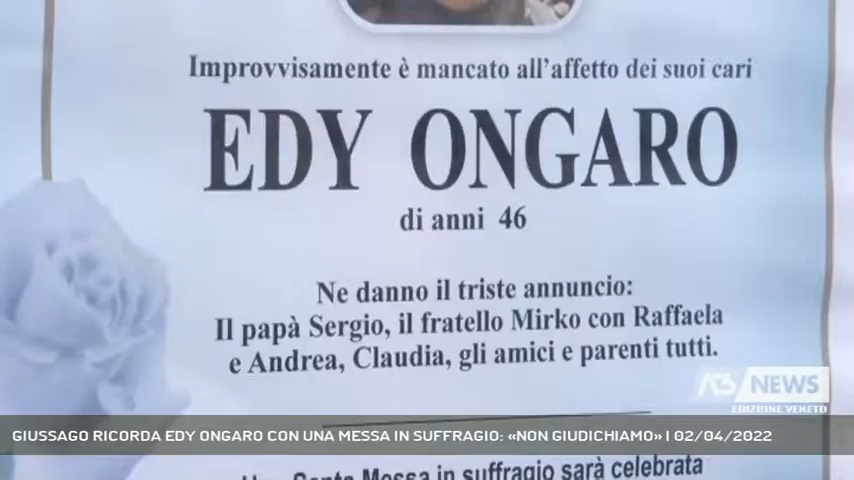 Improvvisamente è mancato all'affetto dei suoi cari
EDY ONGARO
di anni 46
Ne danno il triste annuncio:
Il papà Sergio, il fratello Mirko con Raffaela
e Andrea, Claudia, gli amici e parenti tutti.
A3 NEWS
EDIZIONE VENETO
GIUSSAGO RICORDA EDY ONGARO CON UNA MESSA IN SUFFRAGIO: «NON GIUDICHIAMO» | 02/04/2022
Santa Messa in suffragio sarà celebrata